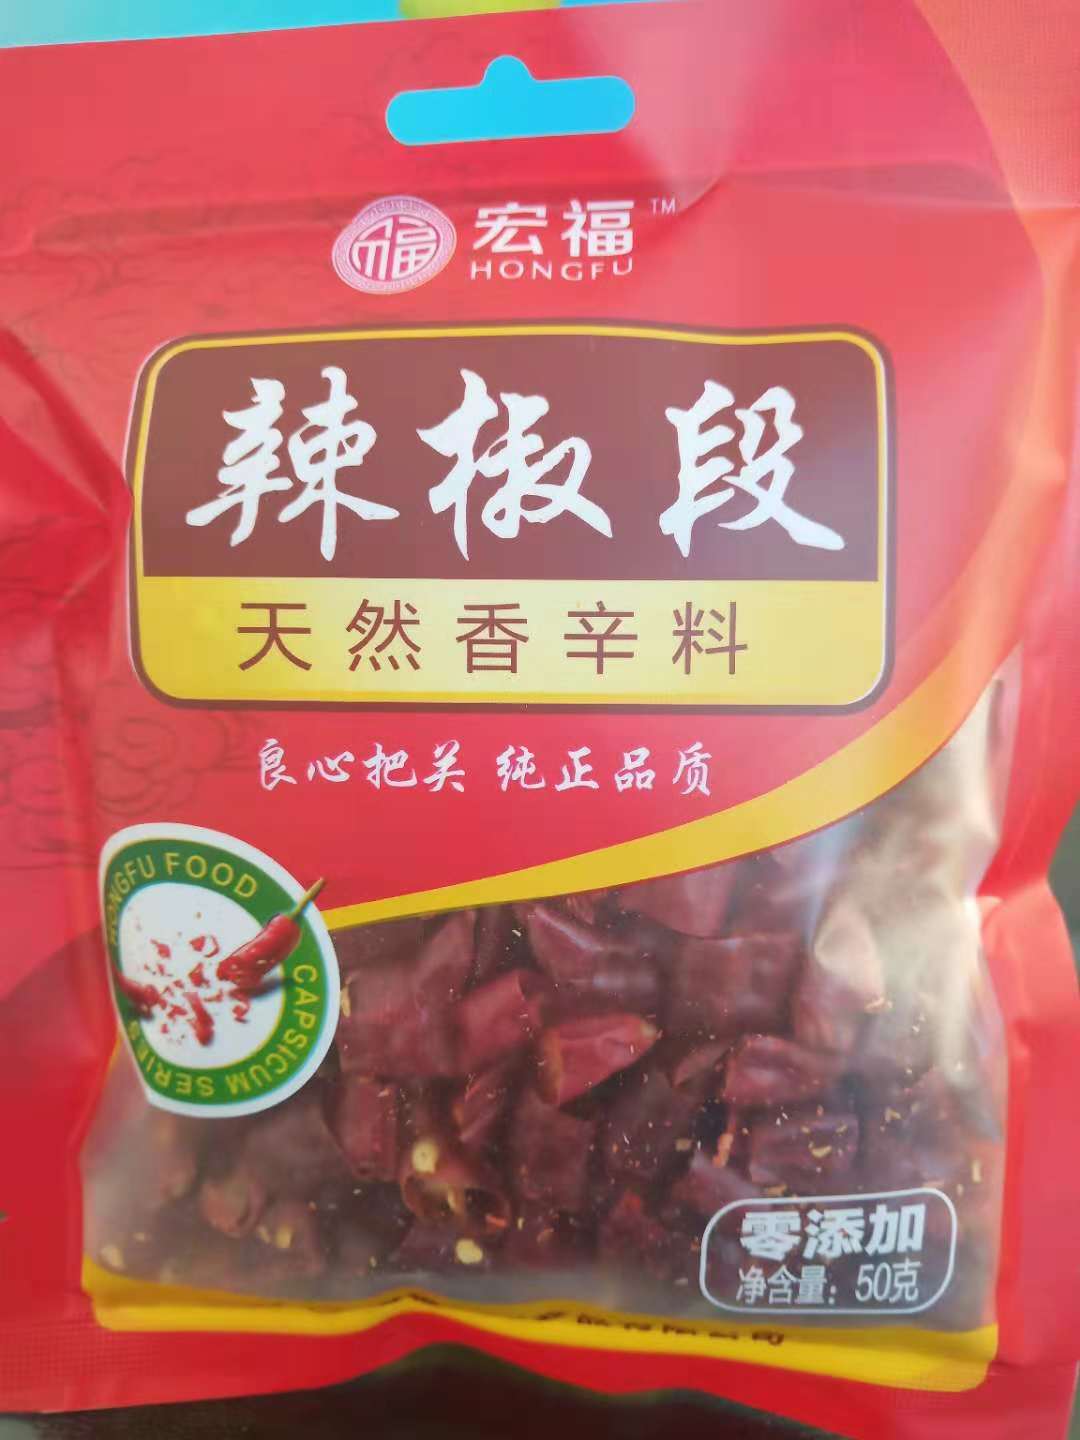 福 宏福™
HONGFU
辣椒段
天然香辛料
良心把关 纯正品质
HONGFU FOOD
CAPSICUM SERIES
零添加
净含量：50克